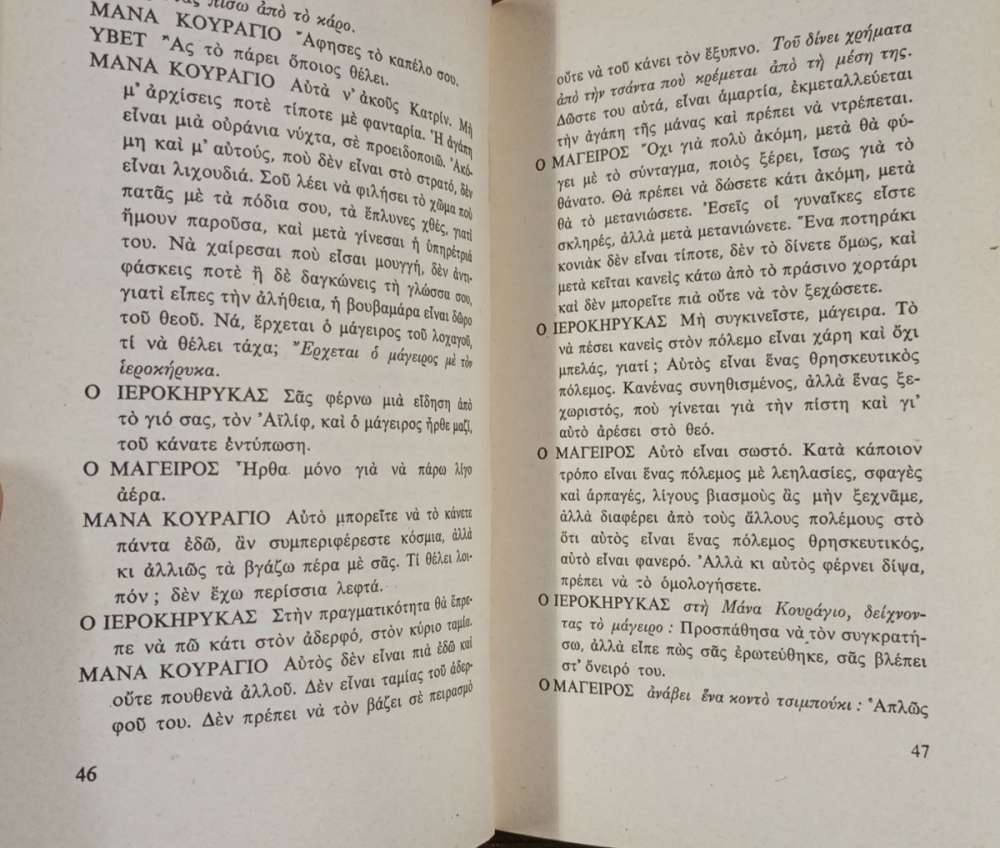 πίσω ἀπὸ τὸ κάρο.
ΜΑΝΑ ΚΟΥΡΑΓΙΟ Ἄφησες τὸ καπέλο σου.
ΥΒΕΤ Ἂς τὸ πάρει ὅποιος θέλει.
ΜΑΝΑ ΚΟΥΡΑΓΙΟ Αὐτὰ ν' ἀκοῦς Κατρίν. Μὴ
μ' ἀρχίσεις ποτὲ τίποτε μὲ φανταρία. Ἡ ἀγάπη
εἶναι μιὰ οὐράνια νύχτα, σὲ προειδοποιῶ. Ἀκό-
μη καὶ μ' αὐτούς, ποὺ δὲν εἶναι στὸ στρατό, δὲν
εἶναι λιχουδιά. Σοῦ λέει νὰ φιλήσει τὸ χῶμα ποὺ
πατᾶς μὲ τὰ πόδια σου, τὰ ἔπλυνες χθές, γιατὶ
ἤμουν παροῦσα, καὶ μετὰ γίνεσαι ἡ ὑπηρέτριά
του. Νὰ χαίρεσαι ποὺ εἶσαι μουγγή, δὲν ἀντι-
φάσκεις ποτὲ ἢ δὲ δαγκώνεις τὴ γλώσσα σου,
γιατὶ εἶπες τὴν ἀλήθεια, ἡ βουβαμάρα εἶναι δῶρο
τοῦ θεοῦ. Νά, ἔρχεται ὁ μάγειρος τοῦ λοχαγοῦ,
τί νὰ θέλει τάχα; Ἔρχεται ὁ μάγειρος μὲ τὸν
ἱεροκήρυκα.
Ο ΙΕΡΟΚΗΡΥΚΑΣ Σᾶς φέρνω μιὰ εἴδηση ἀπὸ
τὸ γιό σας, τὸν Ἀϊλίφ, καὶ ὁ μάγειρος ἦρθε μαζί,
τοῦ κάνατε ἐντύπωση.
Ο ΜΑΓΕΙΡΟΣ Ἦρθα μόνο γιὰ νὰ πάρω λίγο
ἀέρα.
ΜΑΝΑ ΚΟΥΡΑΓΙΟ Αὐτὸ μπορεῖτε νὰ τὸ κάνετε
πάντα ἐδῶ, ἂν συμπεριφέρεστε κόσμια, ἀλλὰ
κι ἀλλιῶς τὰ βγάζω πέρα μὲ σᾶς. Τί θέλει λοι-
πόν; δὲν ἔχω περίσσια λεφτά.
Ο ΙΕΡΟΚΗΡΥΚΑΣ Στὴν πραγματικότητα θὰ ἔπρε-
πε νὰ πῶ κάτι στὸν ἀδερφό, στὸν κύριο ταμία.
ΜΑΝΑ ΚΟΥΡΑΓΙΟ Αὐτὸς δὲν εἶναι πιὰ ἐδῶ καὶ
οὔτε πουθενὰ ἀλλοῦ. Δὲν εἶναι ταμίας τοῦ ἀδερ-
φοῦ του. Δὲν πρέπει νὰ τὸν βάζει σὲ πειρασμὸ
46
οὔτε νὰ τοῦ κάνει τὸν ἔξυπνο. Τοῦ δίνει χρήματα
ἀπὸ τὴν τσάντα ποὺ κρέμεται ἀπὸ τὴ μέση της.
Δῶστε του αὐτά, εἶναι ἁμαρτία, ἐκμεταλλεύεται
τὴν ἀγάπη τῆς μάνας καὶ πρέπει νὰ ντρέπεται.
Ο ΜΑΓΕΙΡΟΣ Ὄχι γιὰ πολὺ ἀκόμη, μετὰ θὰ φύ-
γει μὲ τὸ σύνταγμα, ποιὸς ξέρει, ἴσως γιὰ τὸ
θάνατο. Θὰ πρέπει νὰ δώσετε κάτι ἀκόμη, μετὰ
θὰ τὸ μετανιώσετε. Ἐσεῖς οἱ γυναῖκες εἶστε
σκληρές, ἀλλὰ μετὰ μετανιώνετε. Ἕνα ποτηράκι
κονιὰκ δὲν εἶναι τίποτε, δὲν τὸ δίνετε ὅμως, καὶ
μετὰ κεῖται κανεὶς κάτω ἀπὸ τὸ πράσινο χορτάρι
καὶ δὲν μπορεῖτε πιὰ οὔτε νὰ τὸν ξεχώσετε.
Ο ΙΕΡΟΚΗΡΥΚΑΣ Μὴ συγκινεῖστε, μάγειρα. Τὸ
νὰ πέσει κανεὶς στὸν πόλεμο εἶναι χάρη καὶ ὄχι
μπελάς, γιατί; Αὐτὸς εἶναι ἕνας θρησκευτικὸς
πόλεμος. Κανένας συνηθισμένος, ἀλλὰ ἕνας ξε-
χωριστός, ποὺ γίνεται γιὰ τὴν πίστη καὶ γι'
αὐτὸ ἀρέσει στὸ θεό.
Ο ΜΑΓΕΙΡΟΣ Αὐτὸ εἶναι σωστό. Κατὰ κάποιον
τρόπο εἶναι ἕνας πόλεμος μὲ λεηλασίες, σφαγὲς
καὶ ἁρπαγές, λίγους βιασμοὺς ἂς μὴν ξεχνᾶμε,
ἀλλὰ διαφέρει ἀπὸ τοὺς ἄλλους πολέμους στὸ
ὅτι αὐτὸς εἶναι ἕνας πόλεμος θρησκευτικός,
αὐτὸ εἶναι φανερό. Ἀλλὰ κι αὐτὸς φέρνει δίψα,
πρέπει νὰ τὸ ὁμολογήσετε.
Ο ΙΕΡΟΚΗΡΥΚΑΣ στὴ Μάνα Κουράγιο, δείχνον-
τας τὸ μάγειρο: Προσπάθησα νὰ τὸν συγκρατή-
σω, ἀλλὰ εἶπε πὼς σᾶς ἐρωτεύθηκε, σᾶς βλέπει
στ' ὄνειρό του.
Ο ΜΑΓΕΙΡΟΣ ἀνάβει ἕνα κοντὸ τσιμπούκι: Ἁπλῶς
47